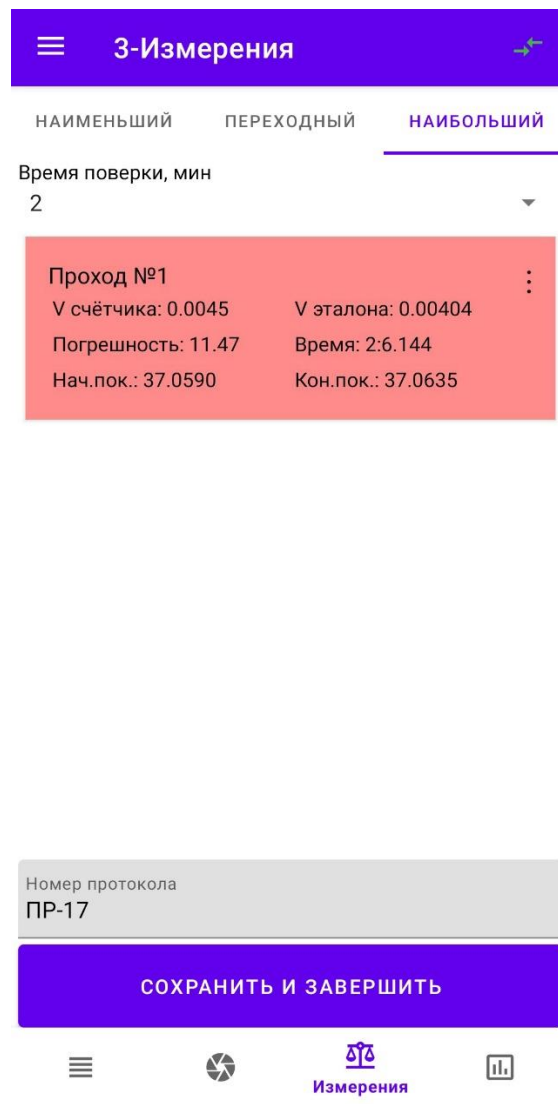 3-Измерения
НАИМЕНЬШИЙ ПЕРЕХОДНЫЙ НАИБОЛЬШИЙ
Время поверки, мин
2
Проход №1
V счётчика: 0.0045 V эталона: 0.00404
Погрешность: 11.47 Время: 2:6.144
Нач.пок.: 37.0590 Кон.пок.: 37.0635
Номер протокола
ПР-17
СОХРАНИТЬ И ЗАВЕРШИТЬ
Измерения